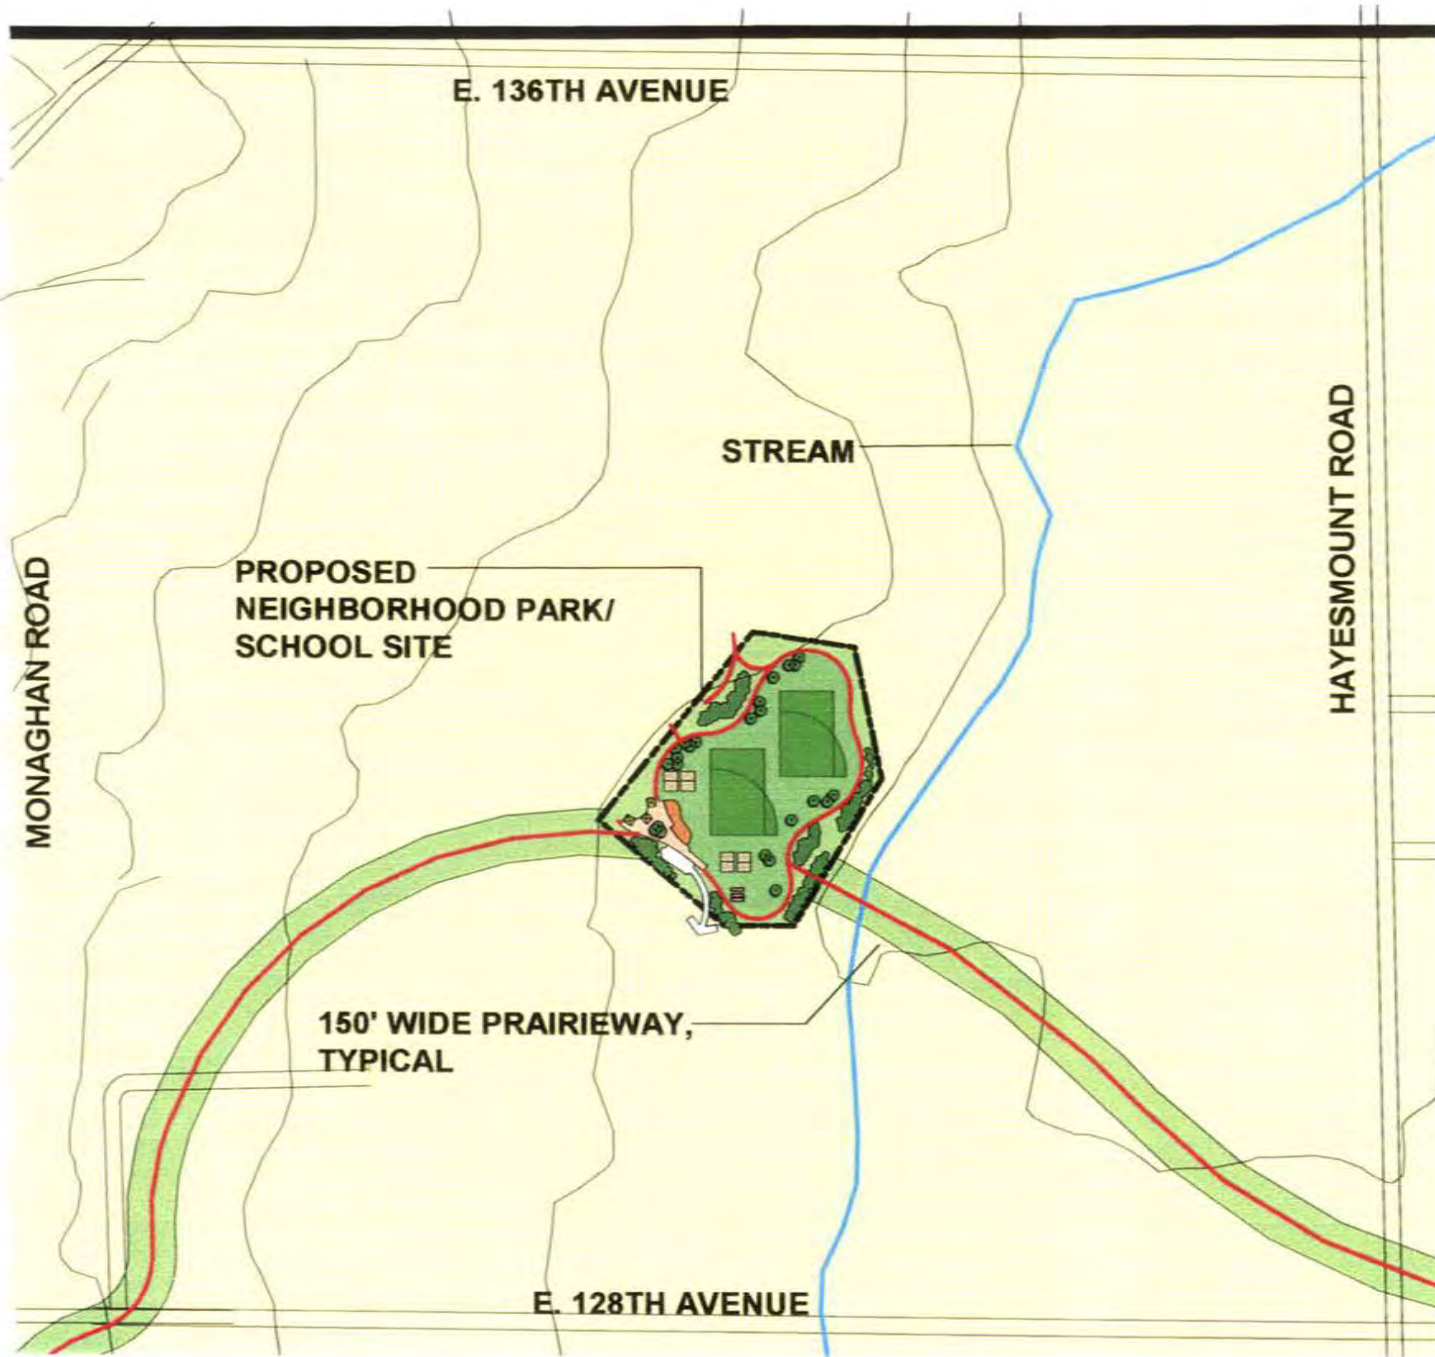 E. 136TH AVENUE
STREAM
HAYESMOUNT ROAD
PROPOSED
NEIGHBORHOOD PARK/
SCHOOL SITE
MONAGHAN ROAD
150' WIDE PRAIRIEWAY,
TYPICAL
E. 128TH AVENUE